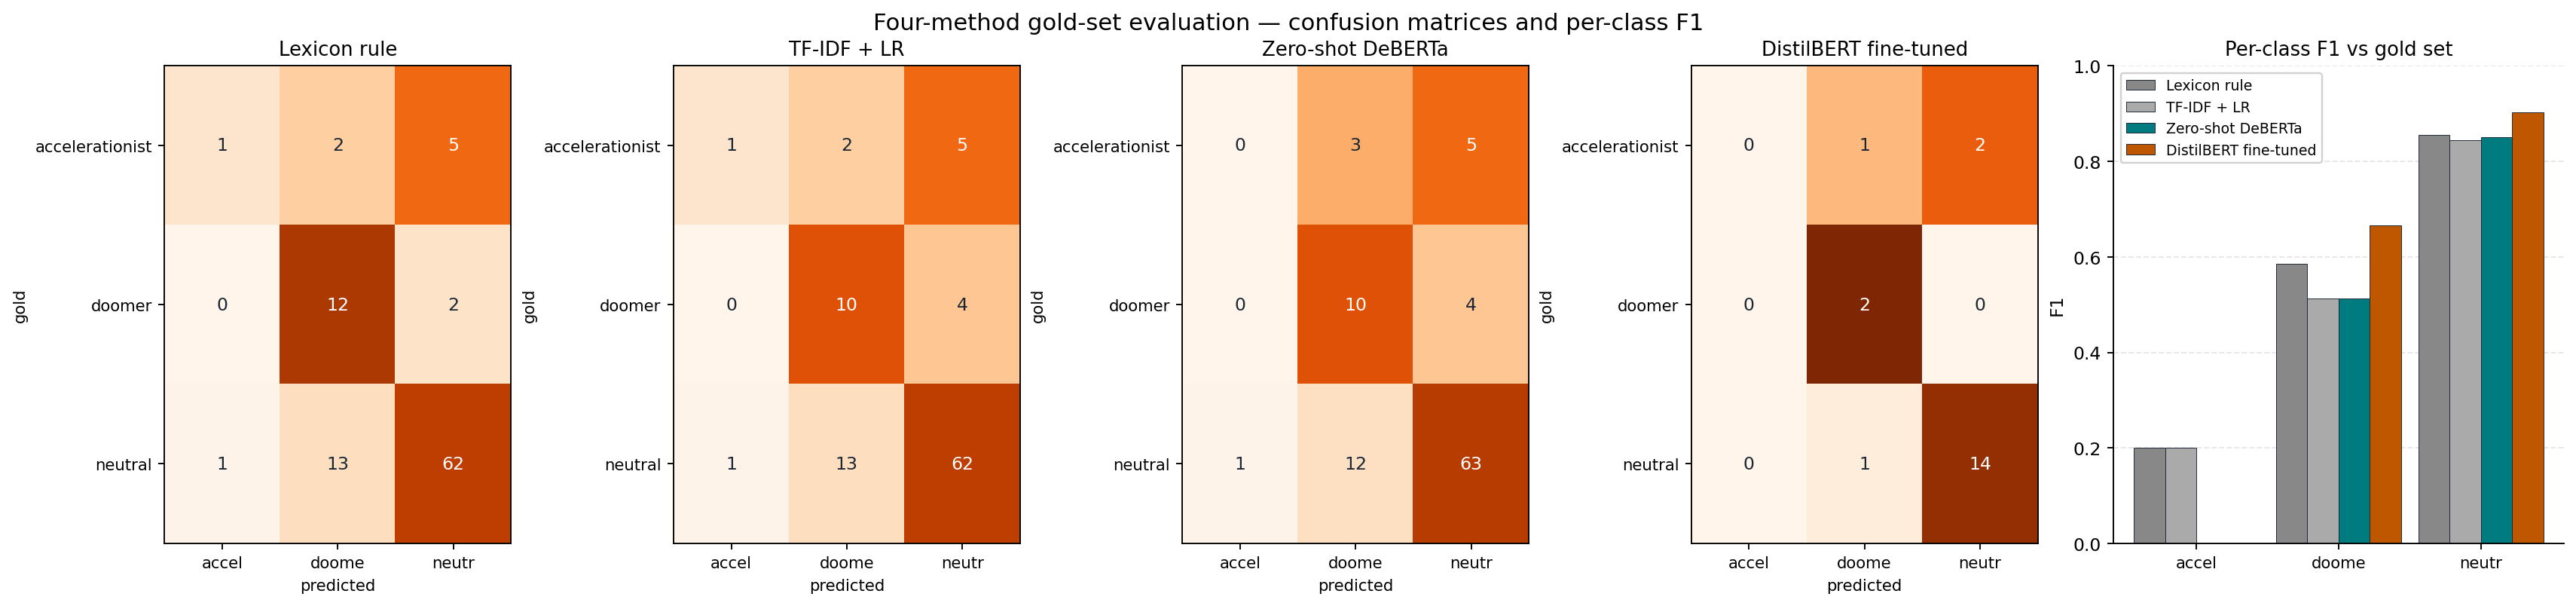 Four-method gold-set evaluation — confusion matrices and per-class F1
Lexicon rule
gold
accelerationist
doomer
neutral
1 2 5
0 12 2
1 13 62
accel doome neutr
predicted
TF-IDF + LR
gold
accelerationist
doomer
neutral
1 2 5
0 10 4
1 13 62
accel doome neutr
predicted
Zero-shot DeBERTa
gold
accelerationist
doomer
neutral
0 3 5
0 10 4
1 12 63
accel doome neutr
predicted
DistilBERT fine-tuned
gold
accelerationist
doomer
neutral
0 1 2
0 2 0
0 1 14
accel doome neutr
predicted
Per-class F1 vs gold set
F1
1.0
0.8
0.6
0.4
0.2
0.0
Lexicon rule
TF-IDF + LR
Zero-shot DeBERTa
DistilBERT fine-tuned
accel doome neutr